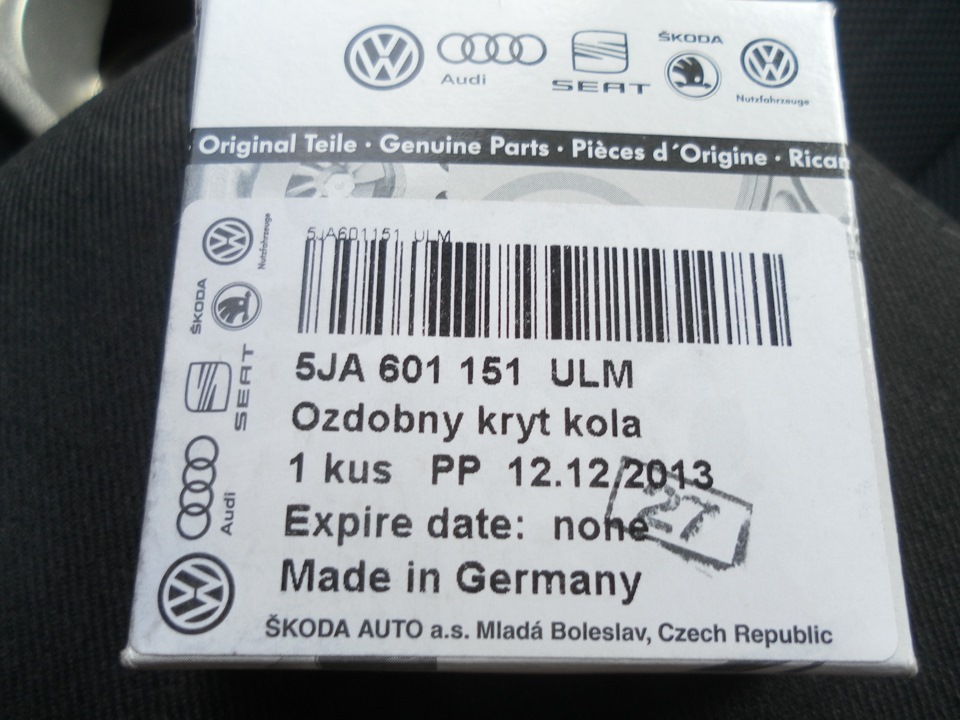 Audi
SEAT
ŠKODA
Nutzfahrzeuge
Original Teile · Genuine Parts · Pièces d´Origine · Rican
Nutzfahrzeuge
ŠKODA
SEAT
Audi
5JA601151 ULM
5JA 601 151 ULM
Ozdobny kryt kola
1 kus PP 12.12.2013
27
Expire date: none
Made in Germany
ŠKODA AUTO a.s. Mladá Boleslav, Czech Republic